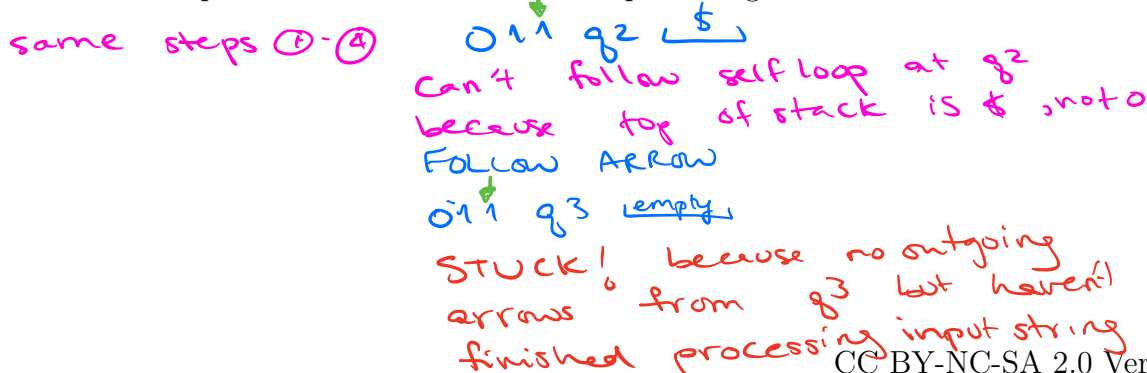 same steps ①-④
011 q2 $
Can't follow self loop at q2
because top of stack is $, not 0
FOLLOW ARROW
011 q3 empty
STUCK! because no outgoing
arrows from q3 but haven't
finished processing input string
CC BY-NC-SA 2.0 Ver